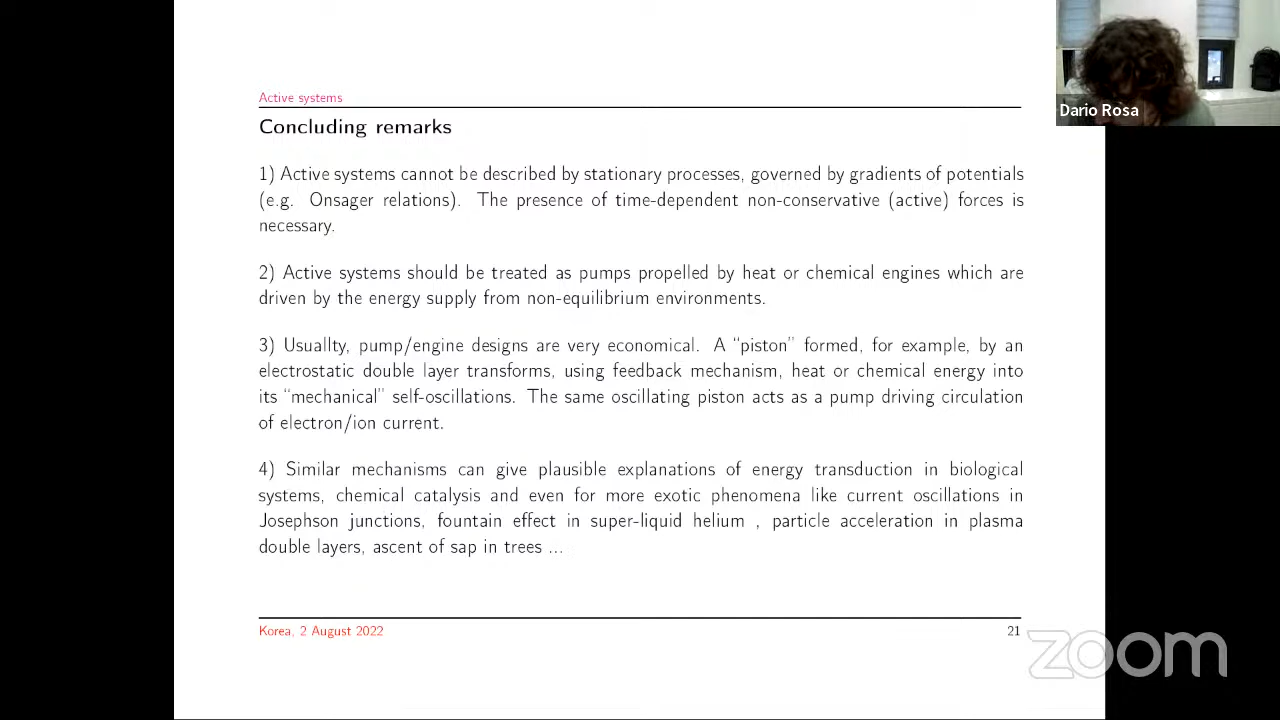 Active systems
Concluding remarks
1) Active systems cannot be described by stationary processes, governed by gradients of potentials
(e.g. Onsager relations). The presence of time-dependent non-conservative (active) forces is
necessary.
2) Active systems should be treated as pumps propelled by heat or chemical engines which are
driven by the energy supply from non-equilibrium environments.
3) Usuallty, pump/engine designs are very economical. A “piston” formed, for example, by an
electrostatic double layer transforms, using feedback mechanism, heat or chemical energy into
its “mechanical” self-oscillations. The same oscillating piston acts as a pump driving circulation
of electron/ion current.
4) Similar mechanisms can give plausible explanations of energy transduction in biological
systems, chemical catalysis and even for more exotic phenomena like current oscillations in
Josephson junctions, fountain effect in super-liquid helium , particle acceleration in plasma
double layers, ascent of sap in trees ...
Korea, 2 August 2022
21
Dario Rosa
zoom